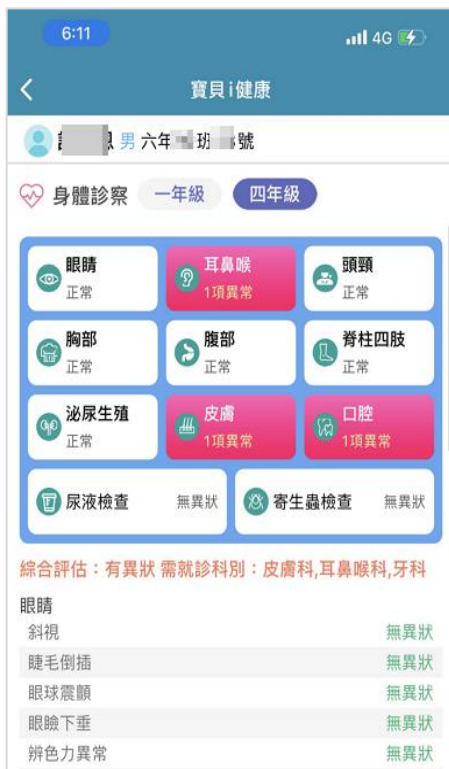 6:11
4G
寶貝i健康
男 六年 班 號
身體診察 一年級 四年級
眼睛
正常
耳鼻喉
1項異常
頭頸
正常
胸部
正常
腹部
正常
脊柱四肢
正常
泌尿生殖
正常
皮膚
1項異常
口腔
1項異常
尿液檢查 無異狀
寄生蟲檢查 無異狀
綜合評估：有異狀 需就診科別：皮膚科,耳鼻喉科,牙科
眼睛
斜視 無異狀
睫毛倒插 無異狀
眼球震顫 無異狀
眼瞼下垂 無異狀
辨色力異常 無異狀